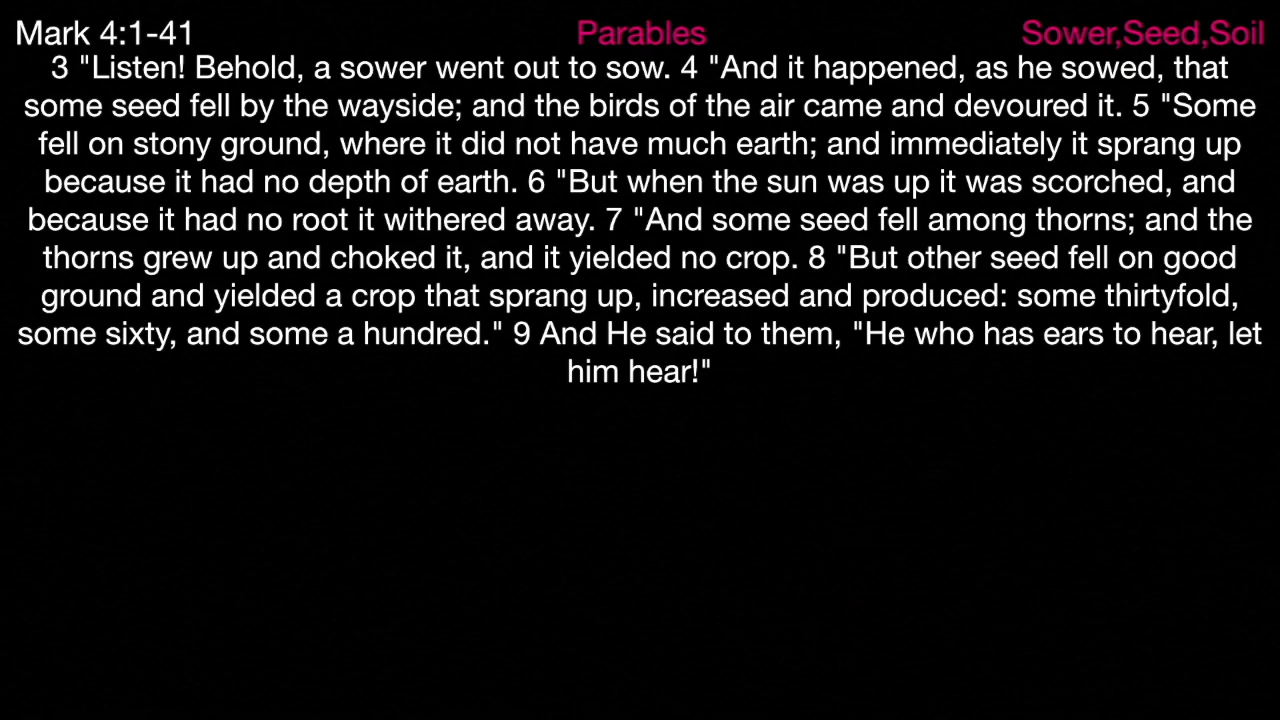 Mark 4:1-41 Parables Sower,Seed,Soil
3 "Listen! Behold, a sower went out to sow. 4 "And it happened, as he sowed, that
some seed fell by the wayside; and the birds of the air came and devoured it. 5 "Some
fell on stony ground, where it did not have much earth; and immediately it sprang up
because it had no depth of earth. 6 "But when the sun was up it was scorched, and
because it had no root it withered away. 7 "And some seed fell among thorns; and the
thorns grew up and choked it, and it yielded no crop. 8 "But other seed fell on good
ground and yielded a crop that sprang up, increased and produced: some thirtyfold,
some sixty, and some a hundred." 9 And He said to them, "He who has ears to hear, let
him hear!"